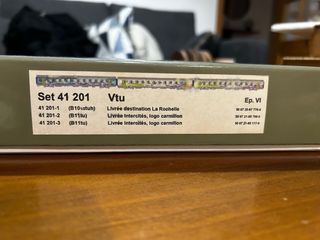 Set 41 201 Vtu Ep. VI
41 201-1 Livrée destination La Rochelle
41 201-2 (B11tu) Livrée Intercités, logo carmillon
41 201-3 (B11tu) Livrée Intercités, logo carmillon